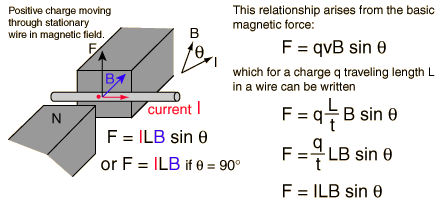 Positive charge moving
through stationary
wire in magnetic field.
F
B
θ
I
B
current I
N
F = ILB sin θ
or F = ILB if θ = 90°
This relationship arises from the basic
magnetic force:
F = qvB sin θ
which for a charge q traveling length L
in a wire can be written
F = q L/t B sin θ
F = q/t LB sin θ
F = ILB sin θ